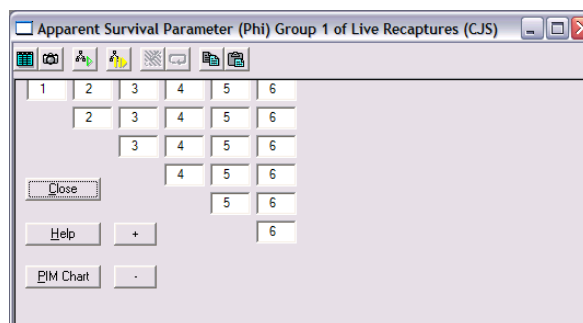 Apparent Survival Parameter (Phi) Group 1 of Live Recaptures (CJS)
1 2 3 4 5 6
2 3 4 5 6
3 4 5 6
4 5 6
Close
5 6
Help + 6
PIM Chart -